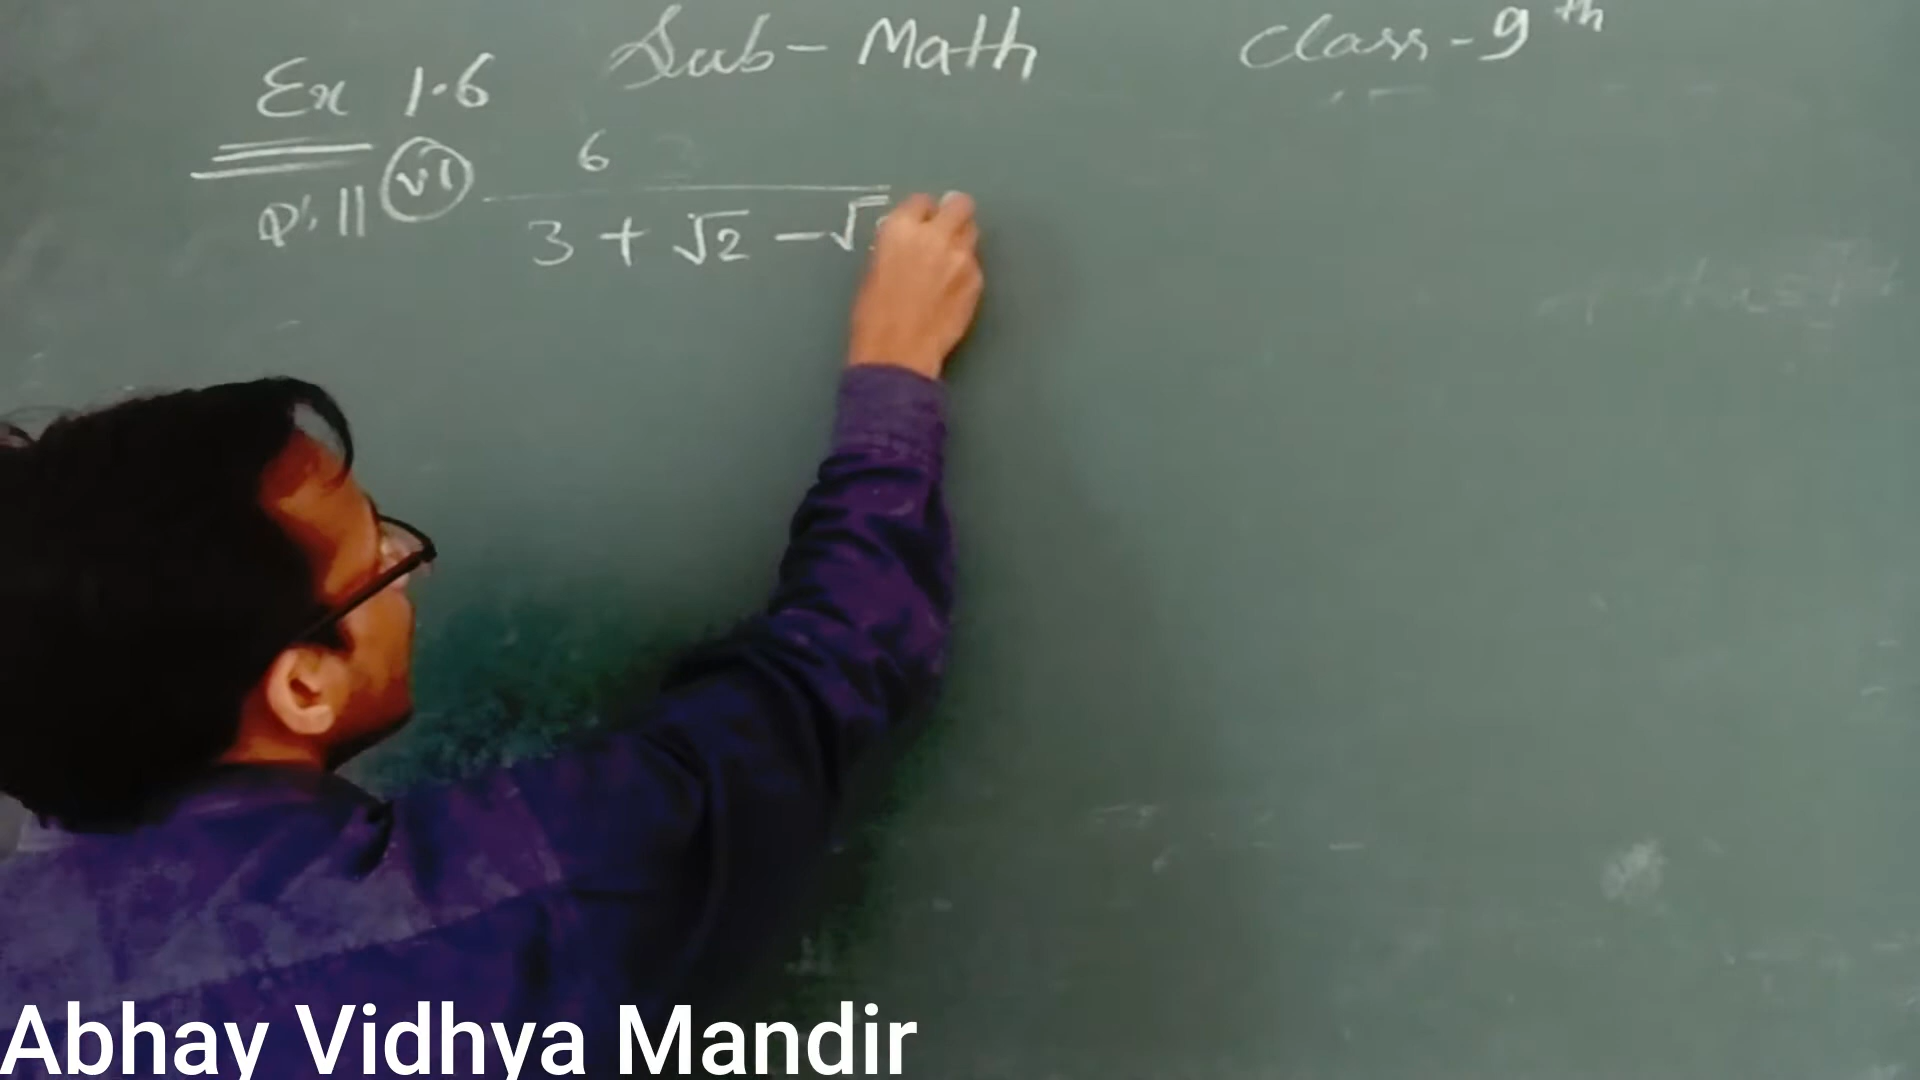 Sub- Math Class-9th
Ex 1.6
Q.11 (vi) 6
3 + √2 - √
Abhay Vidhya Mandir